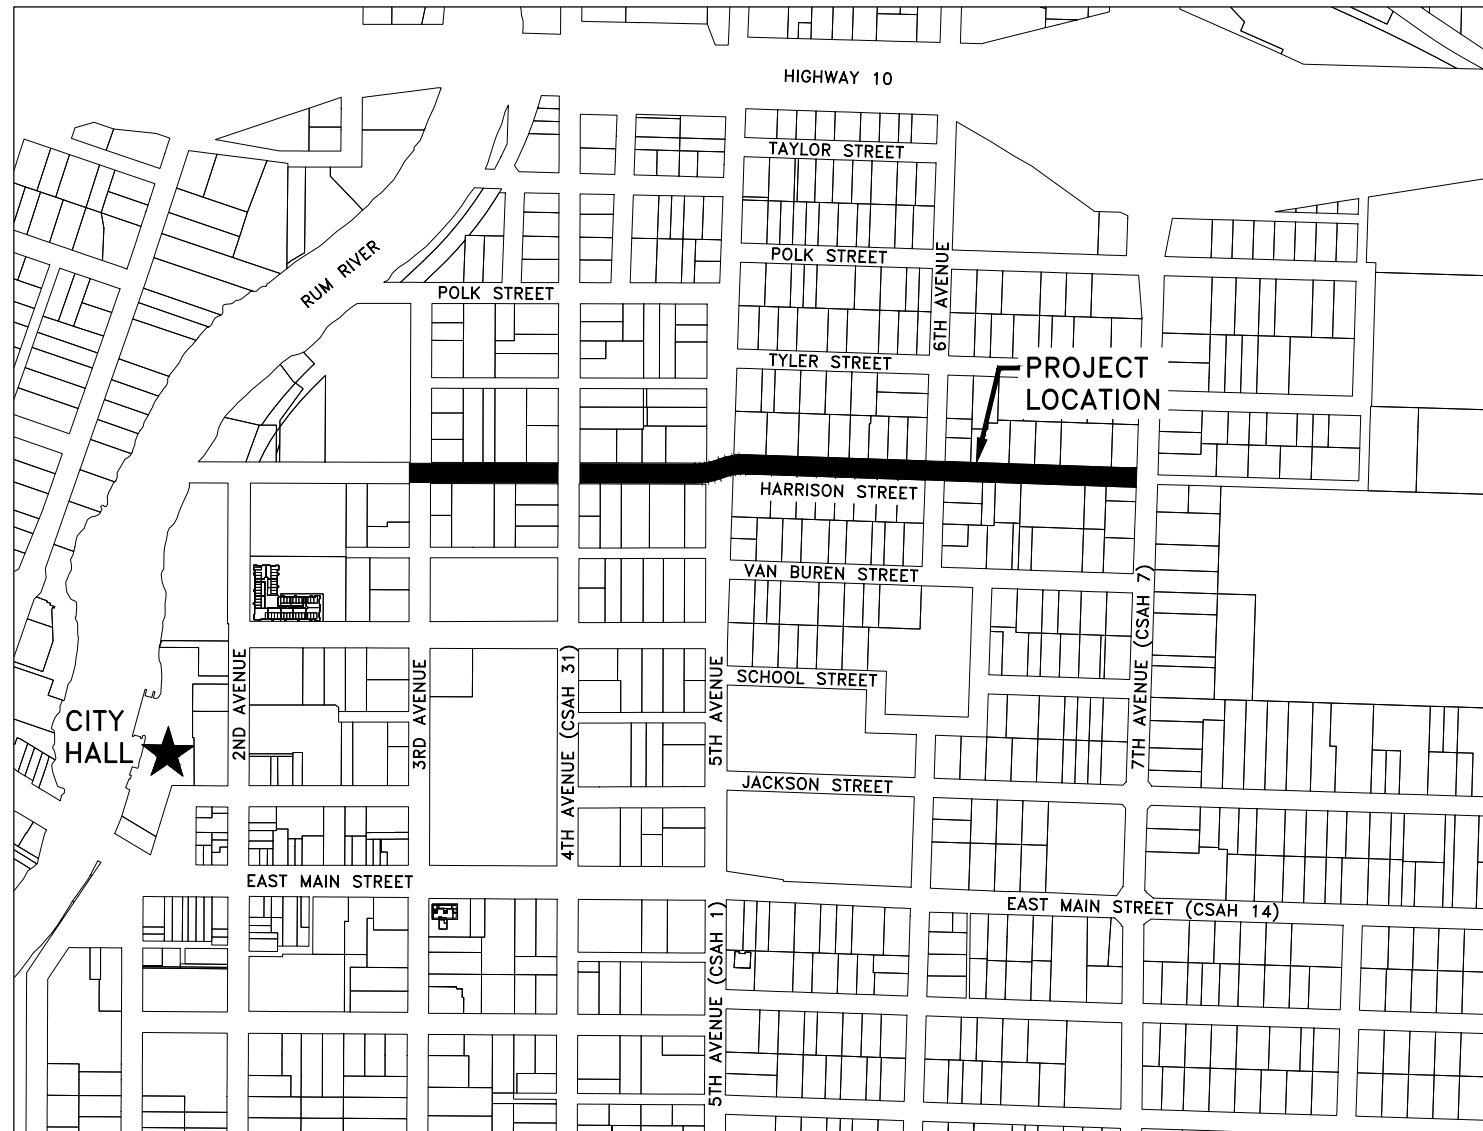 HIGHWAY 10
TAYLOR STREET
POLK STREET
6TH AVENUE
RUM RIVER
POLK STREET
TYLER STREET
PROJECT
LOCATION
HARRISON STREET
VAN BUREN STREET
7TH AVENUE (CSAH 7)
SCHOOL STREET
2ND AVENUE
3RD AVENUE
4TH AVENUE (CSAH 31)
5TH AVENUE
CITY
HALL
JACKSON STREET
EAST MAIN STREET
EAST MAIN STREET (CSAH 14)
5TH AVENUE (CSAH 1)